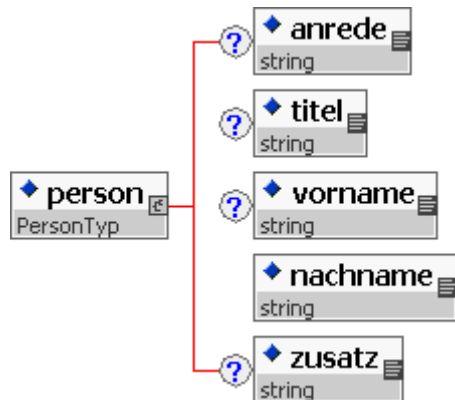 anrede
string
?
titel
string
?
person
PersonTyp
vorname
string
?
nachname
string
zusatz
string
?